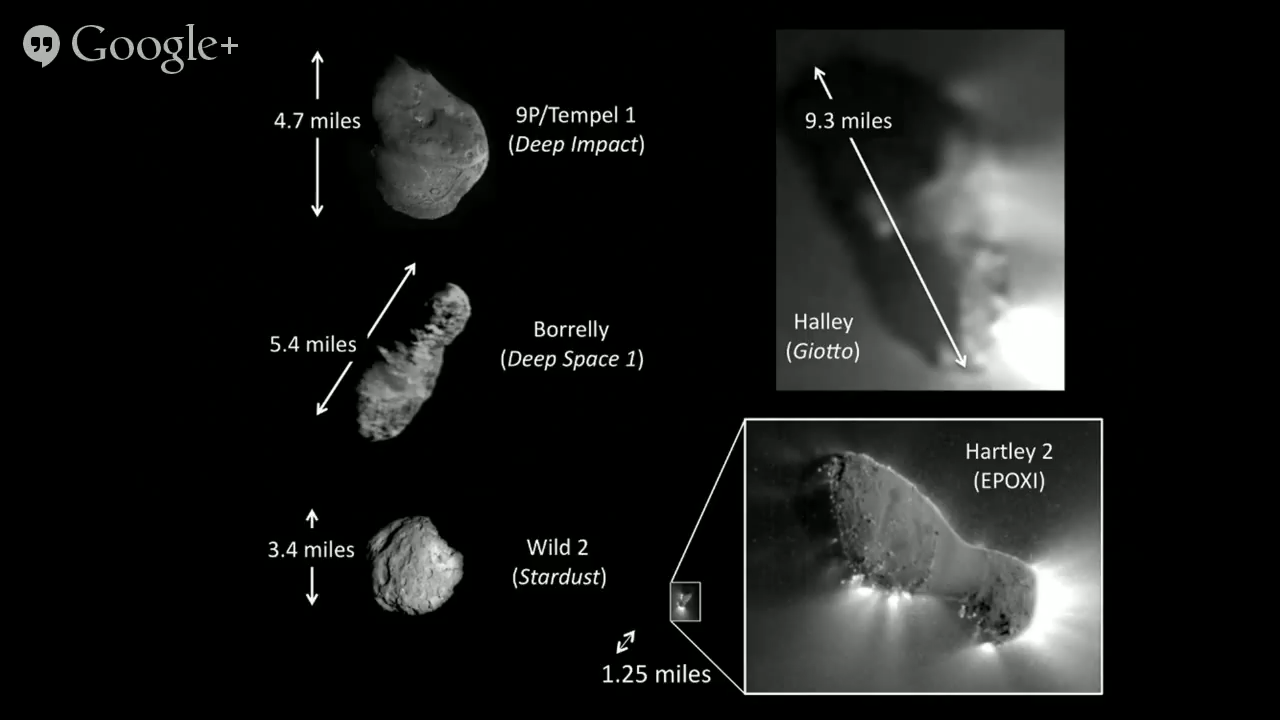 Google+
4.7 miles
9P/Tempel 1
(Deep Impact)
5.4 miles
Borrelly
(Deep Space 1)
3.4 miles
Wild 2
(Stardust)
9.3 miles
Halley
(Giotto)
Hartley 2
(EPOXI)
1.25 miles